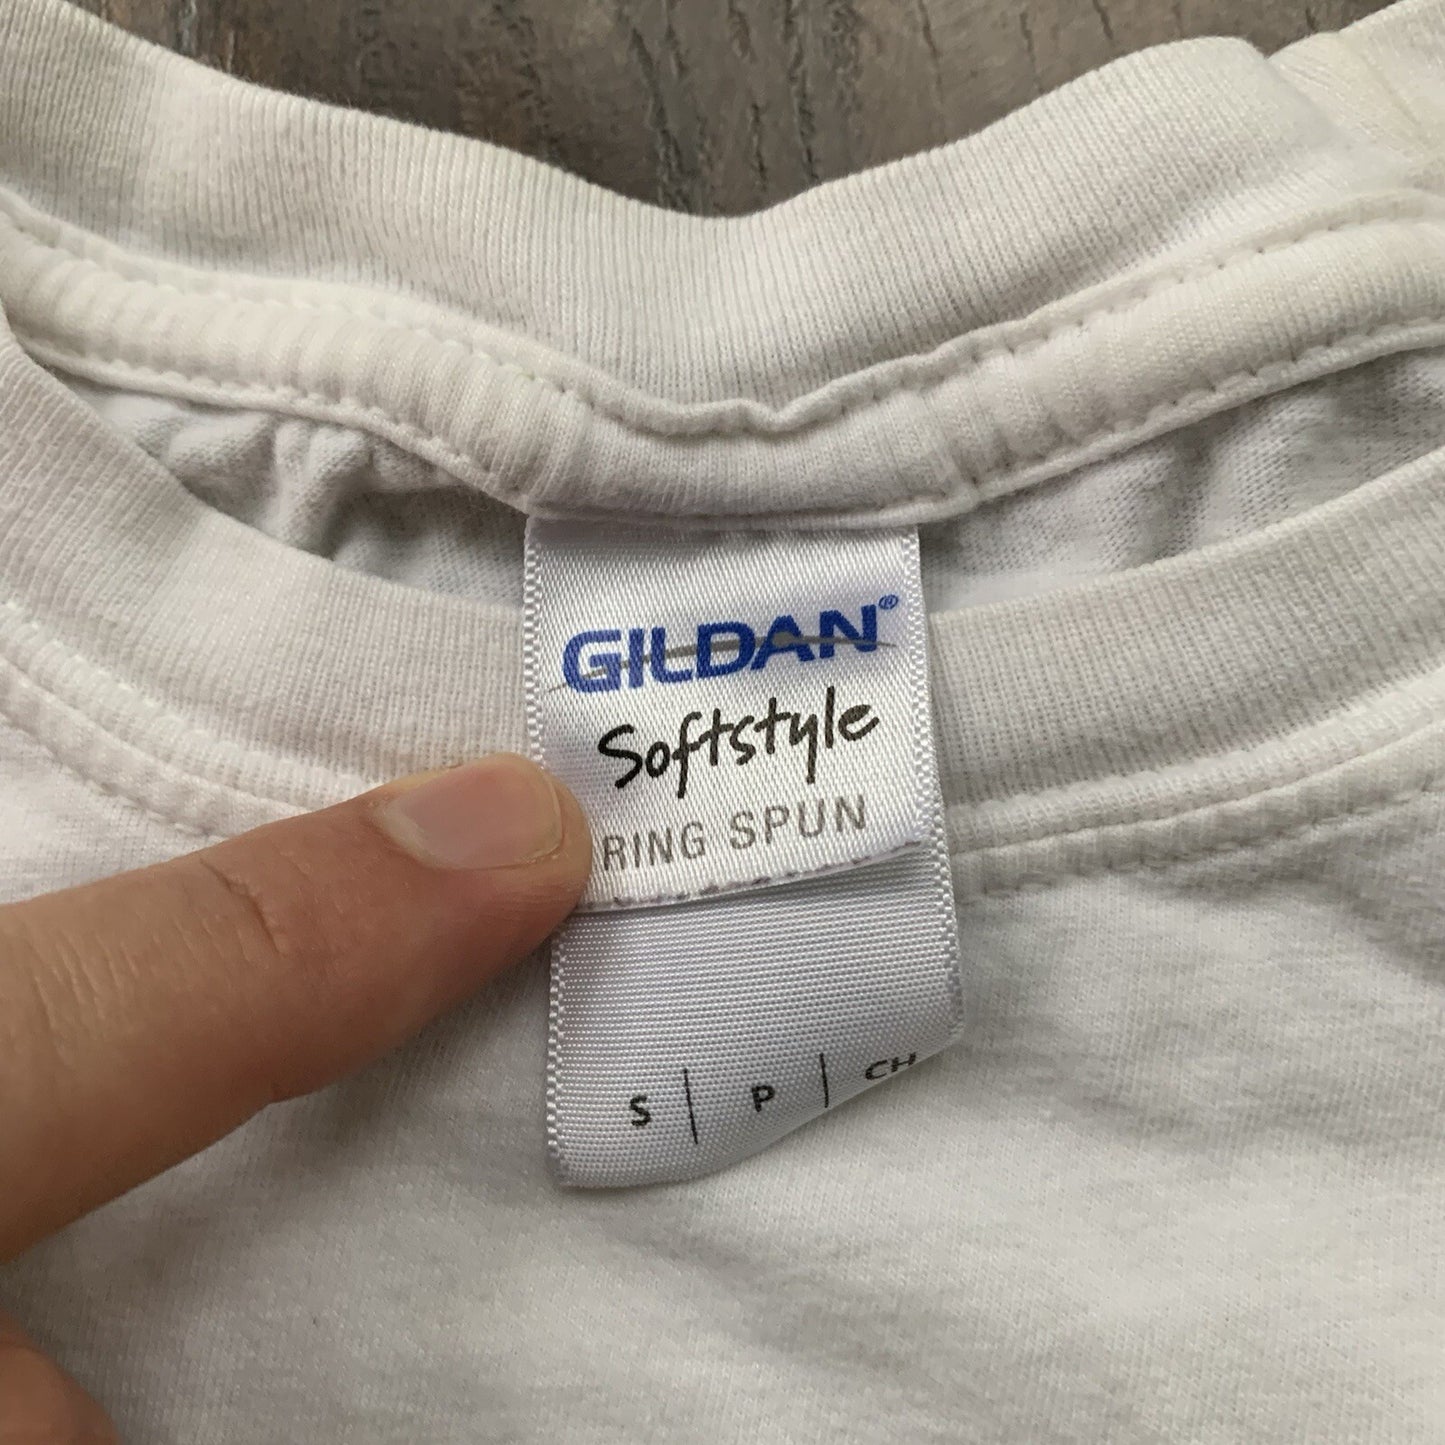 GILDAN®
Softstyle
RING SPUN
S | P | CH